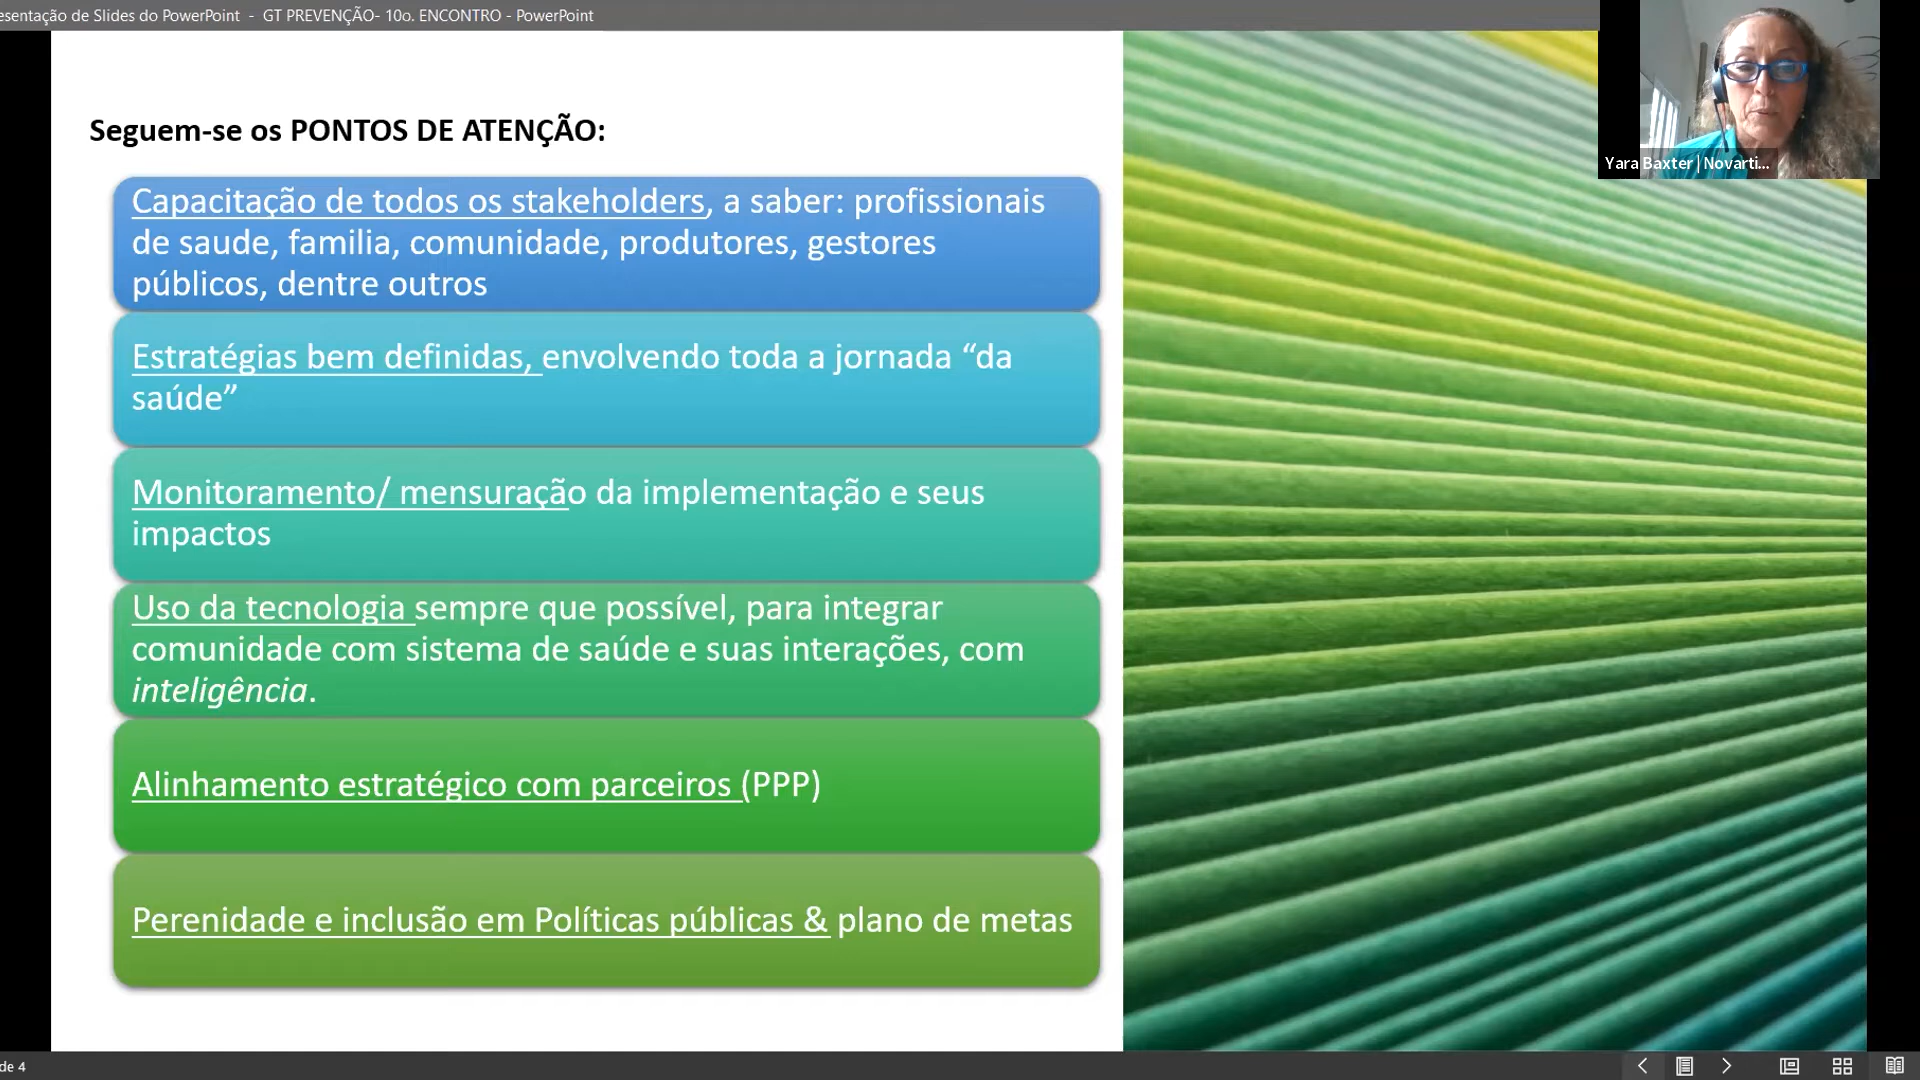 esentação de Slides do PowerPoint - GT PREVENÇÃO- 10o. ENCONTRO - PowerPoint
Yara Baxter | Novarti...
Seguem-se os PONTOS DE ATENÇÃO:
Capacitação de todos os stakeholders, a saber: profissionais
de saude, familia, comunidade, produtores, gestores
públicos, dentre outros
Estratégias bem definidas, envolvendo toda a jornada “da
saúde”
Monitoramento/ mensuração da implementação e seus
impactos
Uso da tecnologia sempre que possível, para integrar
comunidade com sistema de saúde e suas interações, com
inteligência.
Alinhamento estratégico com parceiros (PPP)
Perenidade e inclusão em Políticas públicas & plano de metas
de 4